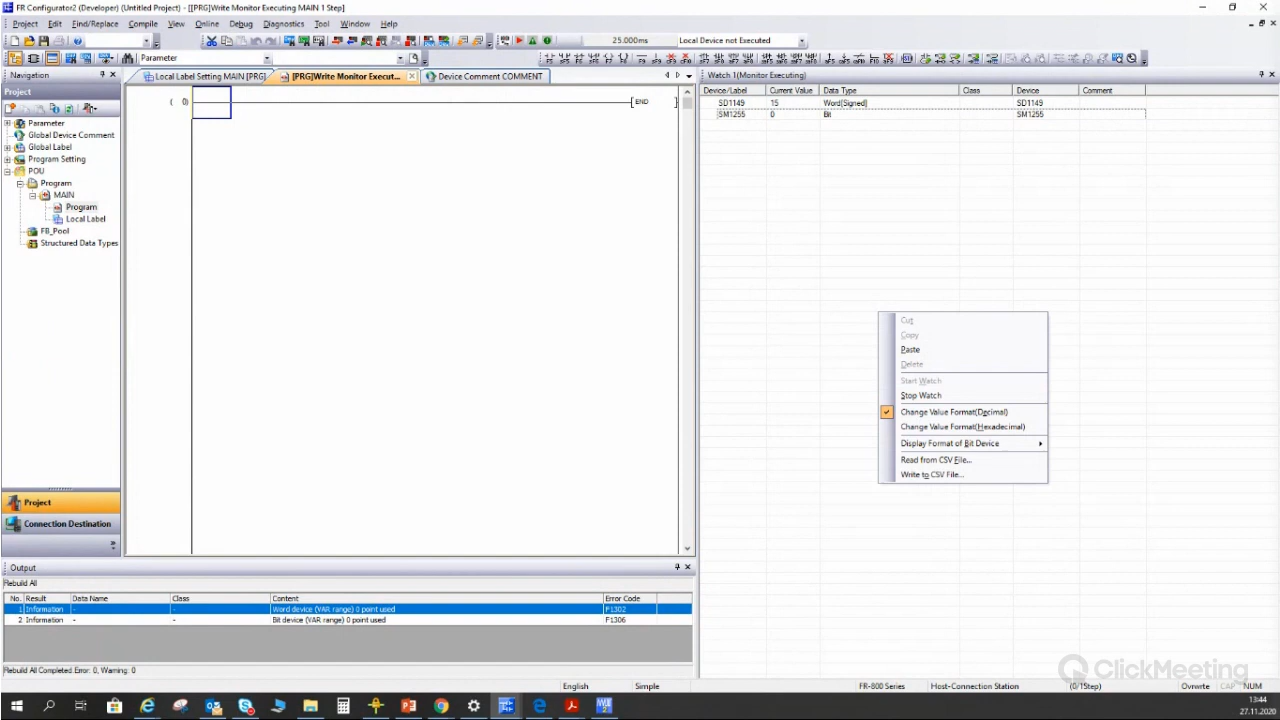 FR Configurator2 (Developer) (Untitled Project) - [[PRG]Write Monitor Executing MAIN 1 Step]
Project Edit Find/Replace Compile View Online Debug Diagnostics Tool Window Help
25.000ms Local Device not Executed
Parameter
Navigation
Project
Parameter
Global Device Comment
Global Label
Program Setting
POU
Program
MAIN
Program
Local Label
FB_Pool
Structured Data Types
Project
Connection Destination
Local Label Setting MAIN [PRG] [PRG]Write Monitor Execut... Device Comment COMMENT
( 0) [ END ]
Watch 1(Monitor Executing)
Device/Label Current Value Data Type Class Device Comment
SD1149 15 Word[Signed] SD1149
SM1255 0 Bit SM1255
Cut
Copy
Paste
Delete
Start Watch
Stop Watch
Change Value Format(Decimal)
Change Value Format(Hexadecimal)
Display Format of Bit Device
Read from CSV File...
Write to CSV File...
Output
Rebuild All
No. Result Data Name Class Content Error Code
1 Information - - Word device (VAR range) 0 point used F1302
2 Information - - Bit device (VAR range) 0 point used F1306
Rebuild All Completed.Error: 0, Warning: 0
ClickMeeting
English Simple FR-800 Series Host-Connection Station (0/1Step) Ovrwrte CAP NUM
13:44
27.11.2020